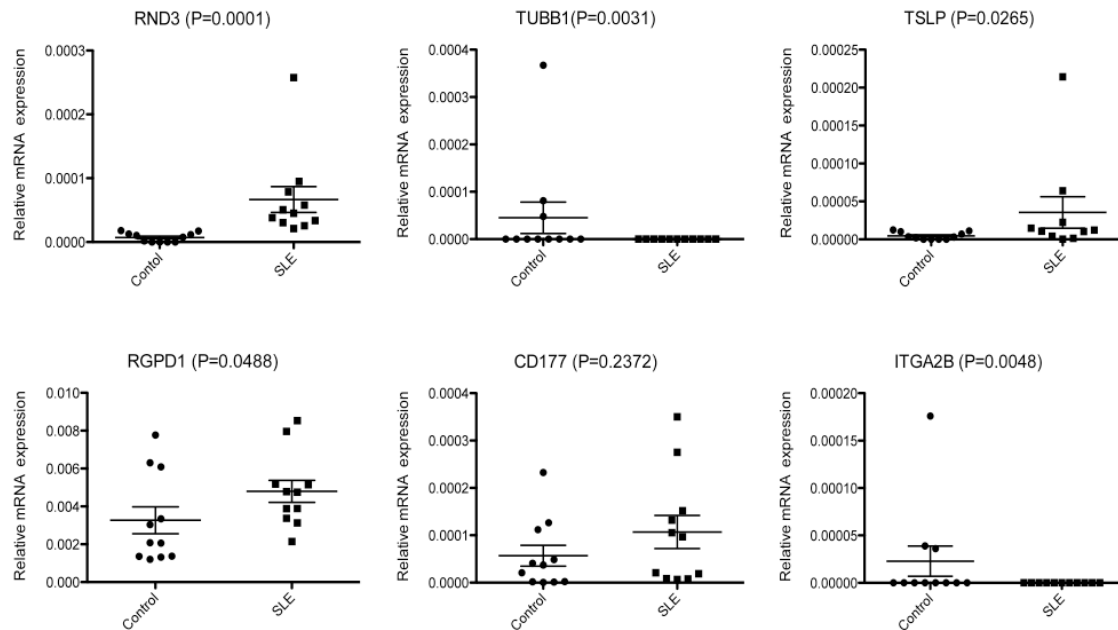 RND3 (P=0.0001)
Relative mRNA expression
0.0003
0.0002
0.0001
0.0000
Contol
SLE
TUBB1(P=0.0031)
Relative mRNA expression
0.0004
0.0003
0.0002
0.0001
0.0000
Control
SLE
TSLP (P=0.0265)
Relative mRNA expression
0.00025
0.00020
0.00015
0.00010
0.00005
0.00000
Control
SLE
RGPD1 (P=0.0488)
Relative mRNA expression
0.010
0.008
0.006
0.004
0.002
0.000
Control
SLE
CD177 (P=0.2372)
Relative mRNA expression
0.0004
0.0003
0.0002
0.0001
0.0000
Control
SLE
ITGA2B (P=0.0048)
Relative mRNA expression
0.00020
0.00015
0.00010
0.00005
0.00000
Control
SLE